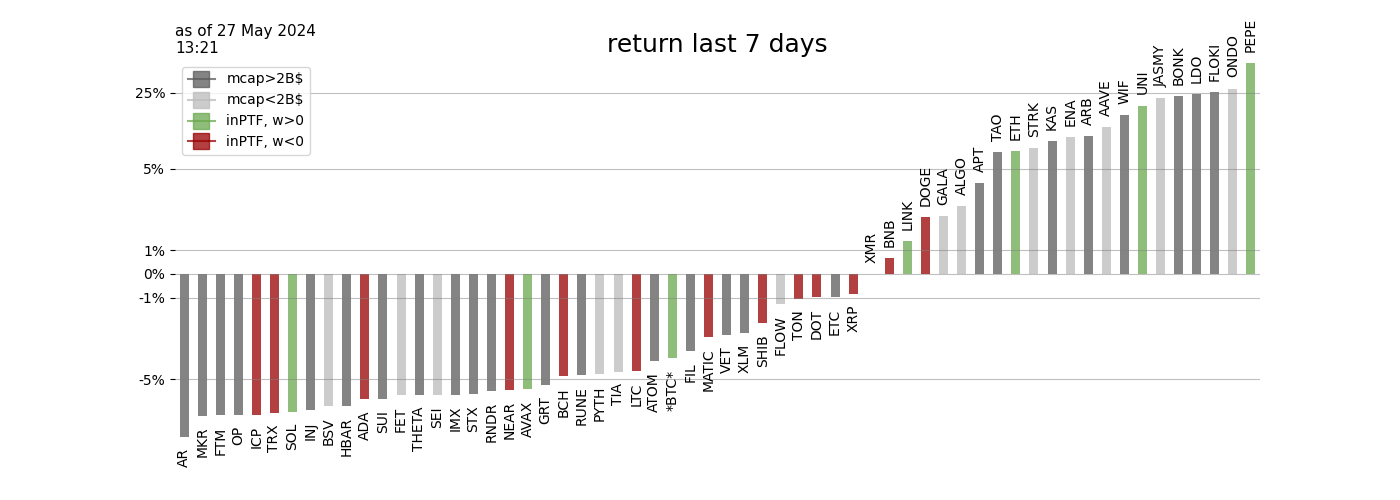 as of 27 May 2024
13:21
return last 7 days
mcap>2B$
mcap<2B$
inPTF, w>0
inPTF, w<0
25%
5%
1%
0%
-1%
-5%
AR
MKR
FTM
OP
ICP
TRX
SOL
INJ
BSV
HBAR
ADA
SUI
FET
THETA
SEI
IMX
STX
RNDR
NEAR
AVAX
GRT
BCH
RUNE
PYTH
TIA
LTC
ATOM
*BTC*
FIL
MATIC
VET
XLM
SHIB
FLOW
TON
DOT
ETC
XRP
XMR
BNB
LINK
DOGE
GALA
ALGO
APT
TAO
ETH
STRK
KAS
ENA
ARB
AAVE
WIF
UNI
JASMY
BONK
LDO
FLOKI
ONDO
PEPE